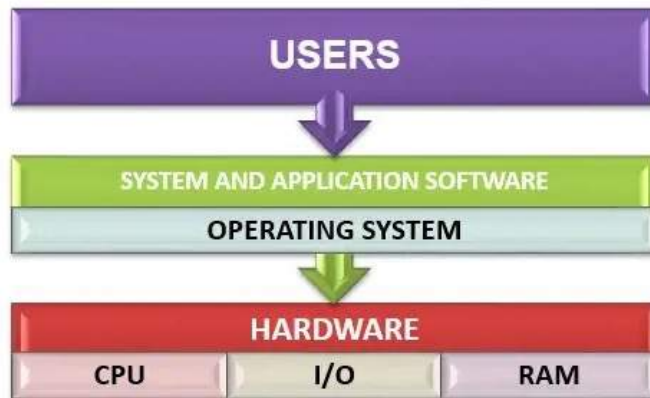 USERS
SYSTEM AND APPLICATION SOFTWARE
OPERATING SYSTEM
HARDWARE
CPU I/O RAM